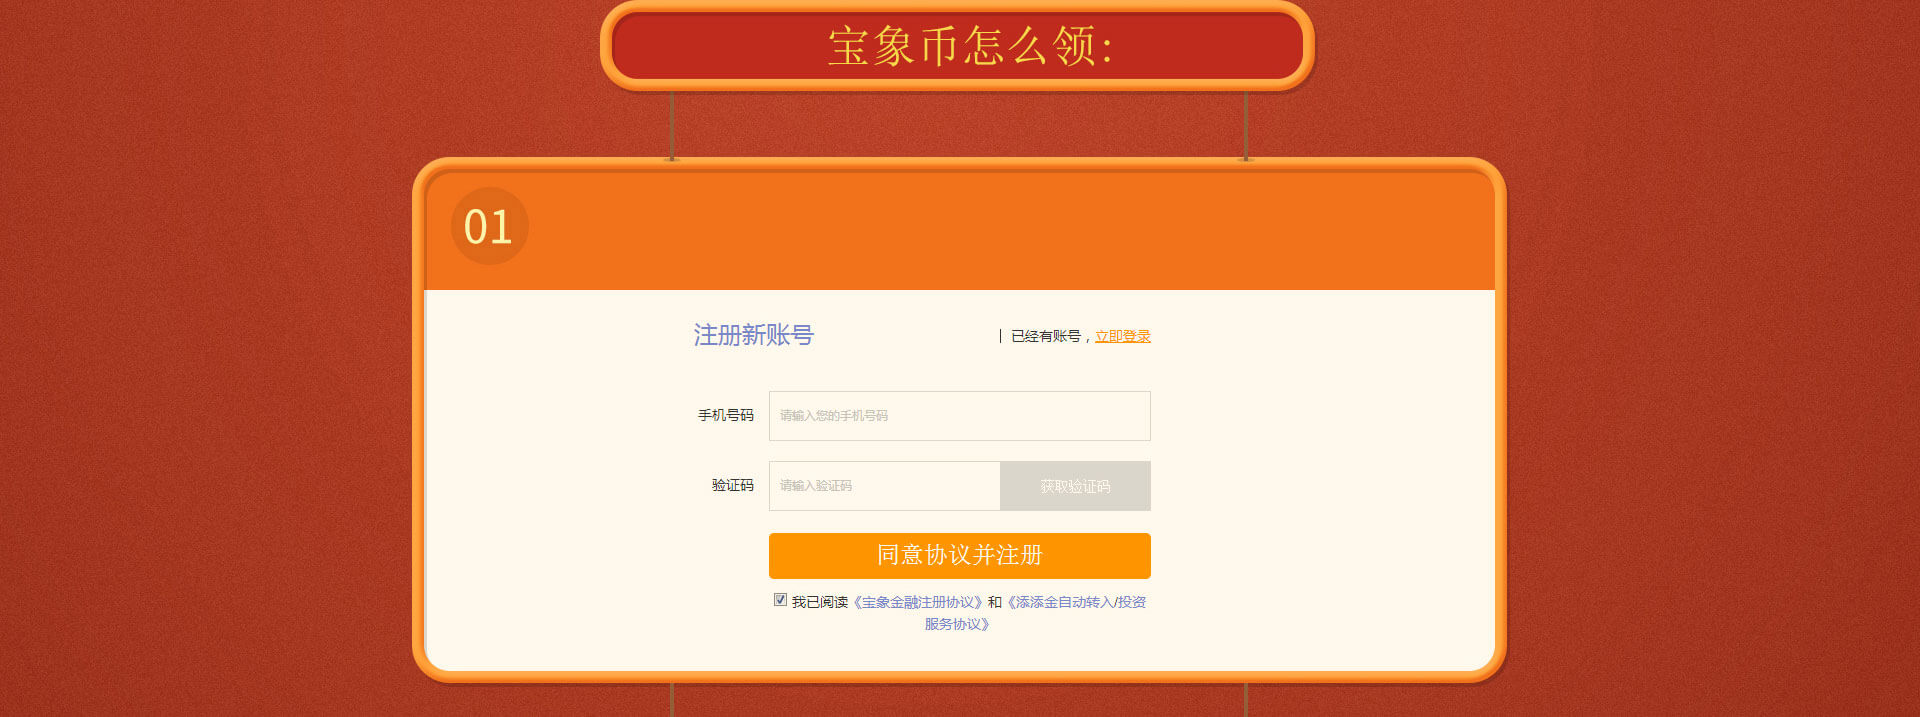 宝象币怎么领:
01
注册新账号
| 已经有账号，立即登录
手机号码 请输入您的手机号码
验证码 请输入验证码 获取验证码
同意协议并注册
我已阅读《宝象金融注册协议》和《添添金自动转入/投资
服务协议》